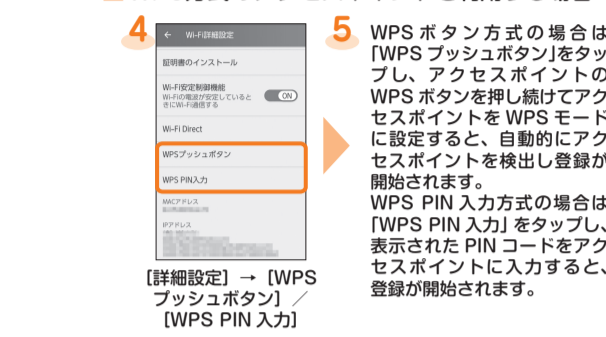 4
← Wi-Fi詳細設定
証明書のインストール
Wi-Fi安定制御機能
Wi-Fiの電波が安定していると
きにWi-Fi通信する
ON
Wi-Fi Direct
WPSプッシュボタン
WPS PIN入力
MACアドレス
IPアドレス
[詳細設定] → [WPS
プッシュボタン] ／
[WPS PIN 入力]
5
WPS ボタン方式の場合は
「WPS プッシュボタン」をタッ
プし、アクセスポイントの
WPS ボタンを押し続けてアク
セスポイントを WPS モード
に設定すると、自動的にアク
セスポイントを検出し登録が
開始されます。
WPS PIN 入力方式の場合は
「WPS PIN 入力」をタップし、
表示された PIN コードをアク
セスポイントに入力すると、
登録が開始されます。